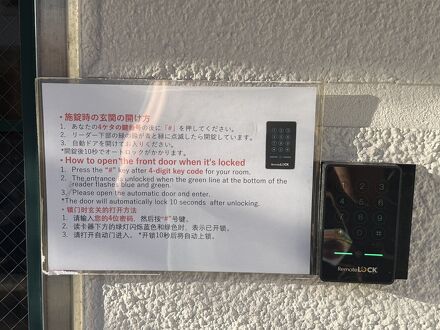 ・施錠時の玄関の開け方
1. あなたの4ケタの鍵番号の後に「#」を押してください。
2. リーダー下部の緑の線が青と緑に点滅したら開錠しています。
3. 自動ドアを開けてお入りください。
*開錠後10秒でオートロックがかかります。
・How to open the front door when it's locked
1. Press the "#" key after 4-digit key code for your room.
2. The entrance is unlocked when the green line at the bottom of the
reader flashes blue and green.
3. Please open the automatic door and enter.
*The door will automatically lock 10 seconds after unlocking.
・锁门时玄关的打开方法
1. 请输入您的4位密码，然后按"#"号键。
2. 读卡器下方的绿灯闪烁蓝色和绿色时，表示已开锁。
3. 请打开自动门进入。 *开锁10秒后将自动上锁。
RemoteLOCK
RemoteLOCK